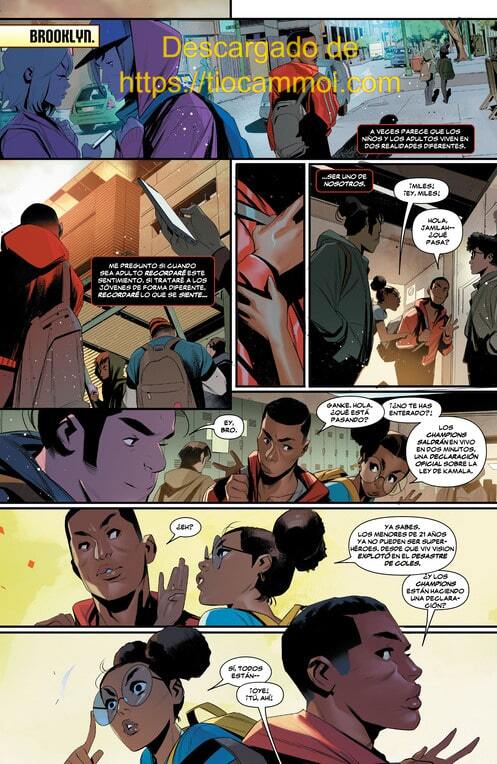 BROOKLYN.
Descargado de
https://tiocammol.com
A VECES PARECE QUE LOS
NIÑOS Y LOS ADULTOS VIVEN EN
DOS REALIDADES DIFERENTES.
ME PREGUNTO SI CUANDO
SEA ADULTO RECORDARÉ ESTE
SENTIMIENTO. SI TRATARÉ A LOS
JÓVENES DE FORMA DIFERENTE.
RECORDARÉ LO QUE SE SIENTE...
...SER UNO DE
NOSOTROS.
¡MILES!
¡EY, MILES!
HOLA,
JAMILAH--
¿QUÉ
PASA?
EY,
BRO.
GANKE, HOLA.
¿QUÉ ESTÁ
PASANDO?
¿¡NO TE HAS
ENTERADO?!
LOS
CHAMPIONS
SALDRÁN EN VIVO
EN DOS MINUTOS.
UNA DECLARACIÓN
OFICIAL SOBRE LA
LEY DE KAMALA.
¿EH?
YA SABES.
LOS MENORES DE 21 AÑOS
YA NO PUEDEN SER SUPER-
HÉROES, DESDE QUE VIV VISION
EXPLOTÓ EN EL DESASTRE
DE COLES.
¿Y LOS
CHAMPIONS
ESTÁN HACIENDO
UNA DECLARA-
CIÓN?
SÍ, TODOS
ESTÁN--
¡OYE!
¡TÚ, AHÍ!